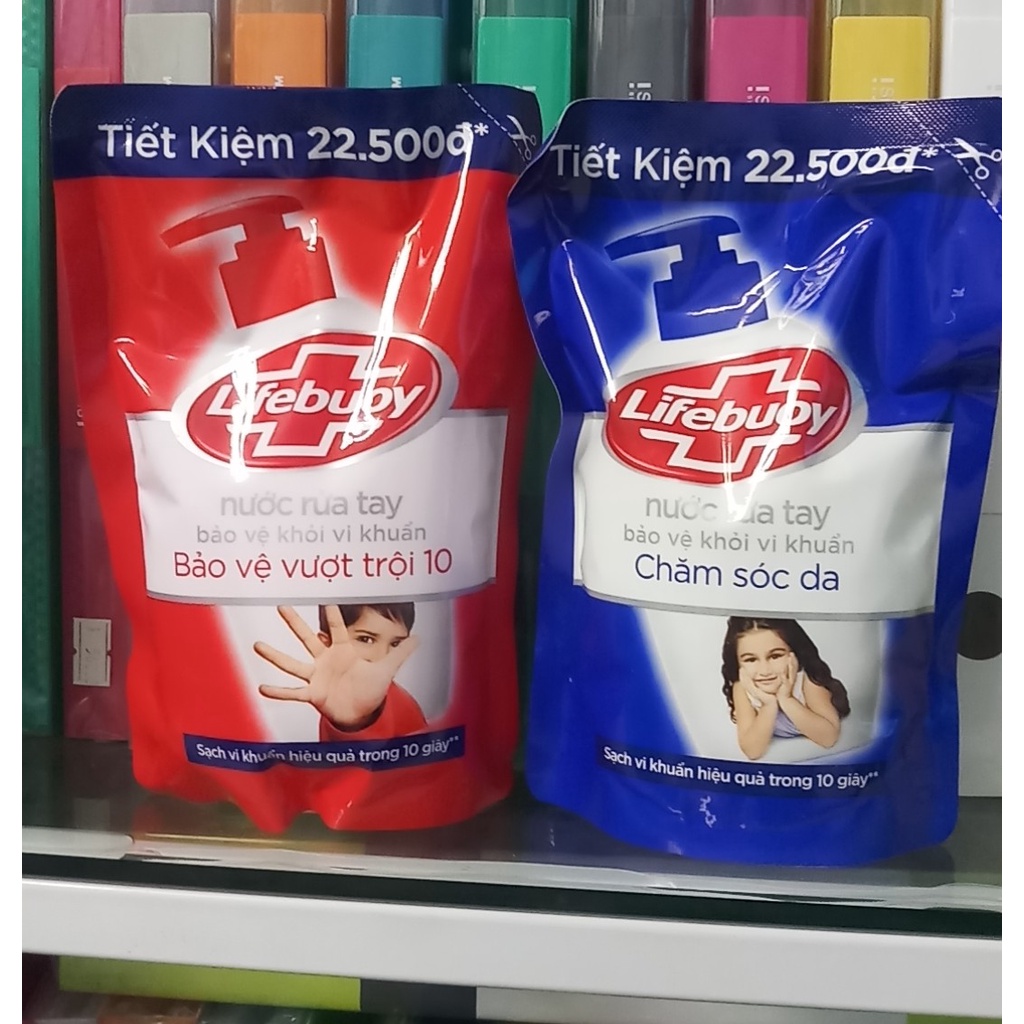 Tiết Kiệm 22.500đ*
Lifebuoy
nước rửa tay
bảo vệ khỏi vi khuẩn
Bảo vệ vượt trội 10
Sạch vi khuẩn hiệu quả trong 10 giây**
Tiết Kiệm 22.500đ*
Lifebuoy
nước rửa tay
bảo vệ khỏi vi khuẩn
Chăm sóc da
Sạch vi khuẩn hiệu quả trong 10 giây**